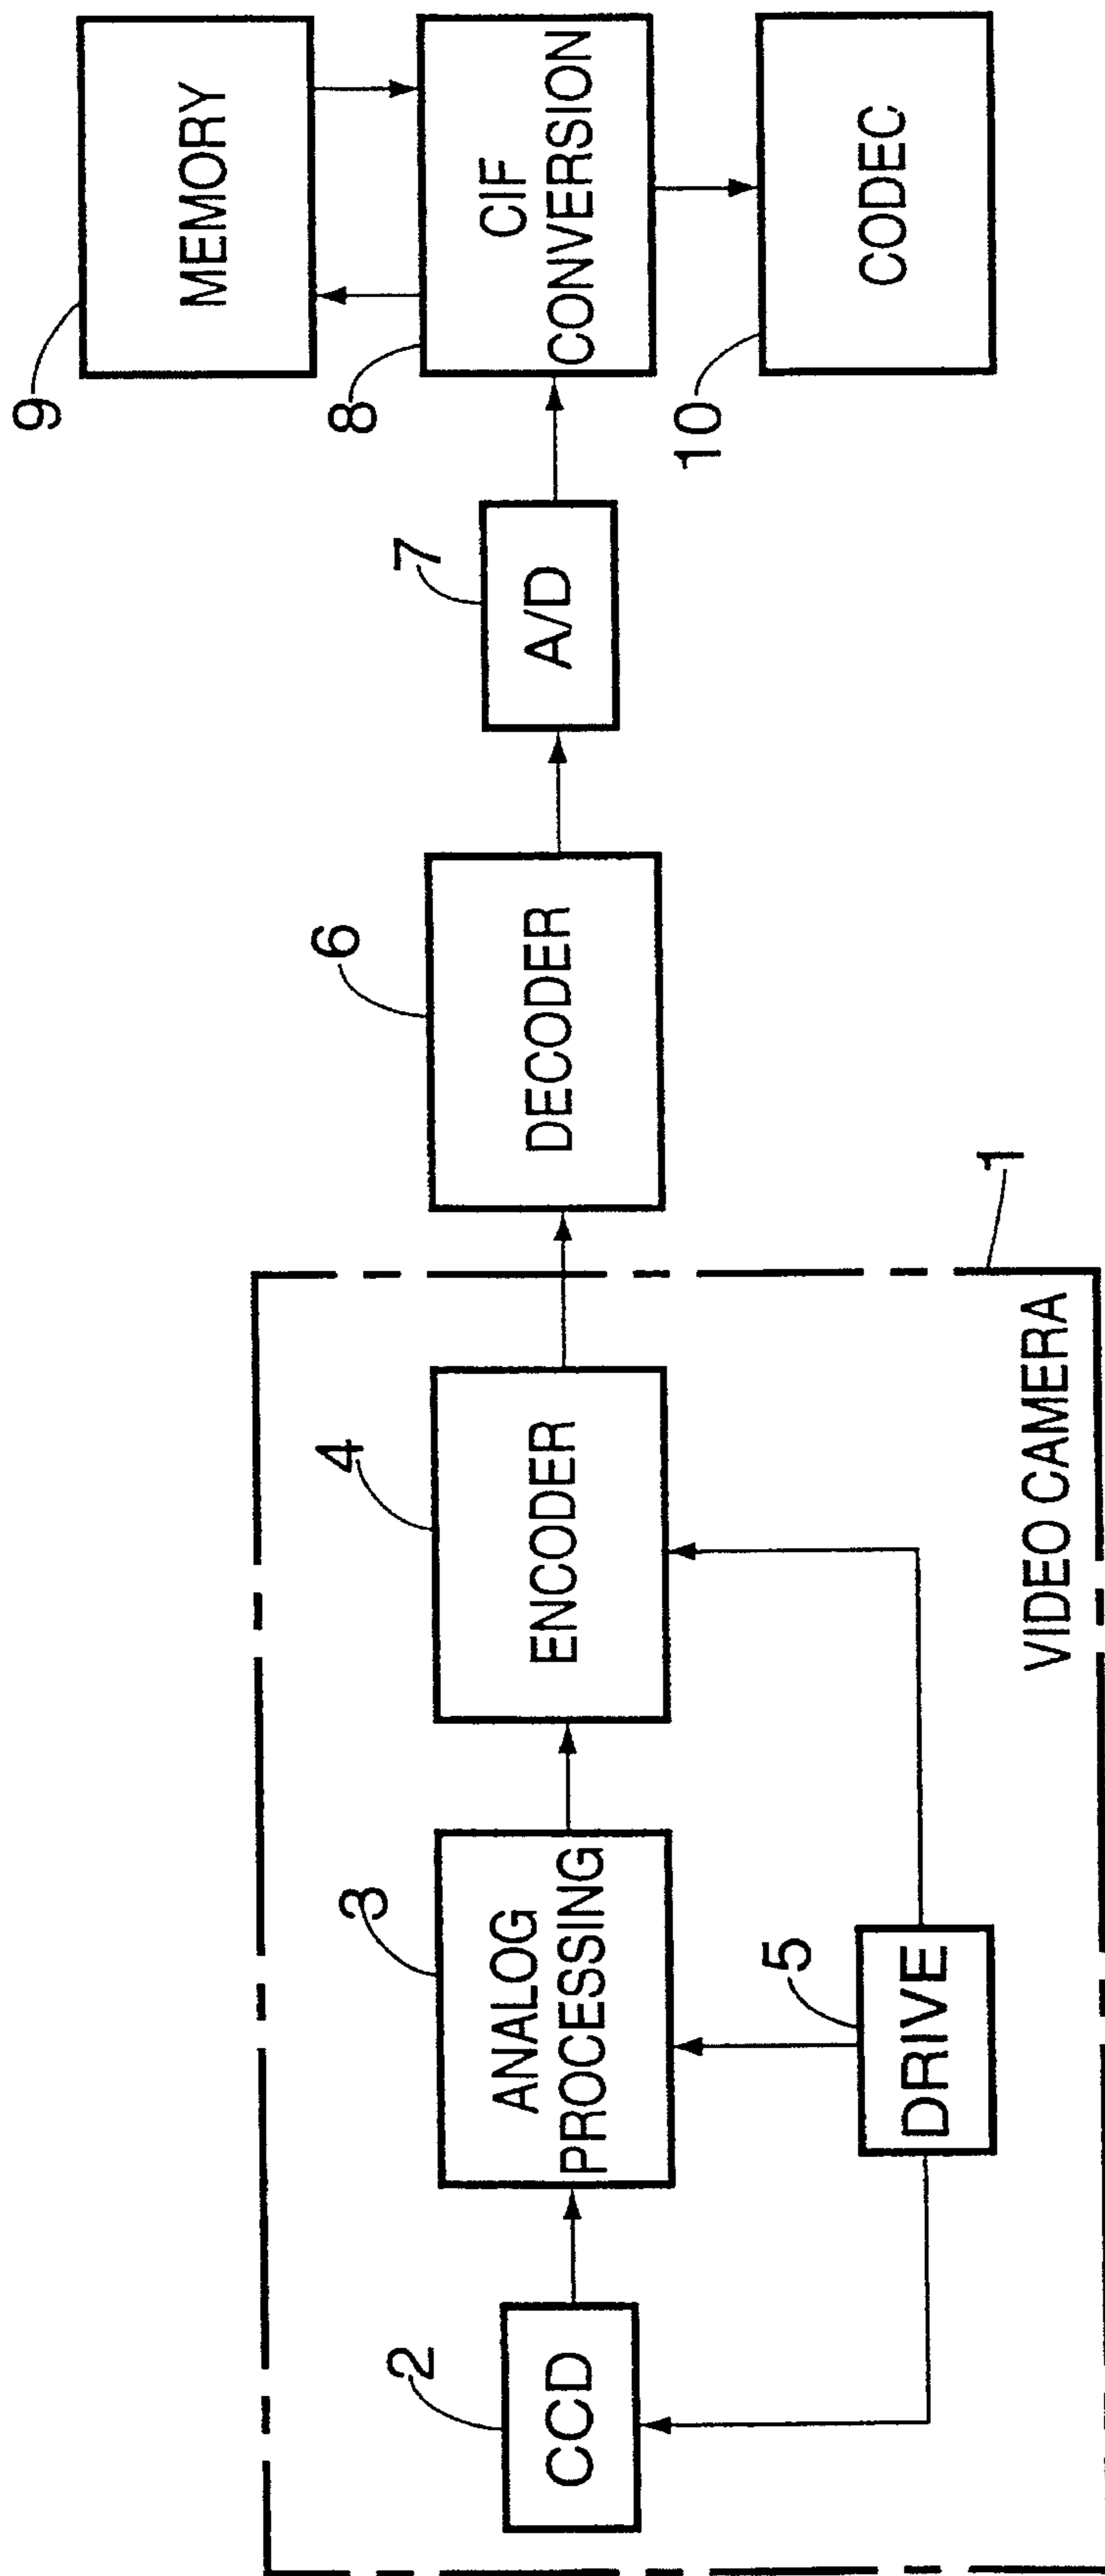 9
MEMORY
8
CIF
CONVERSION
10
CODEC
7
A/D
6
DECODER
1
VIDEO CAMERA
4
ENCODER
3
ANALOG
PROCESSING
5
DRIVE
2
CCD